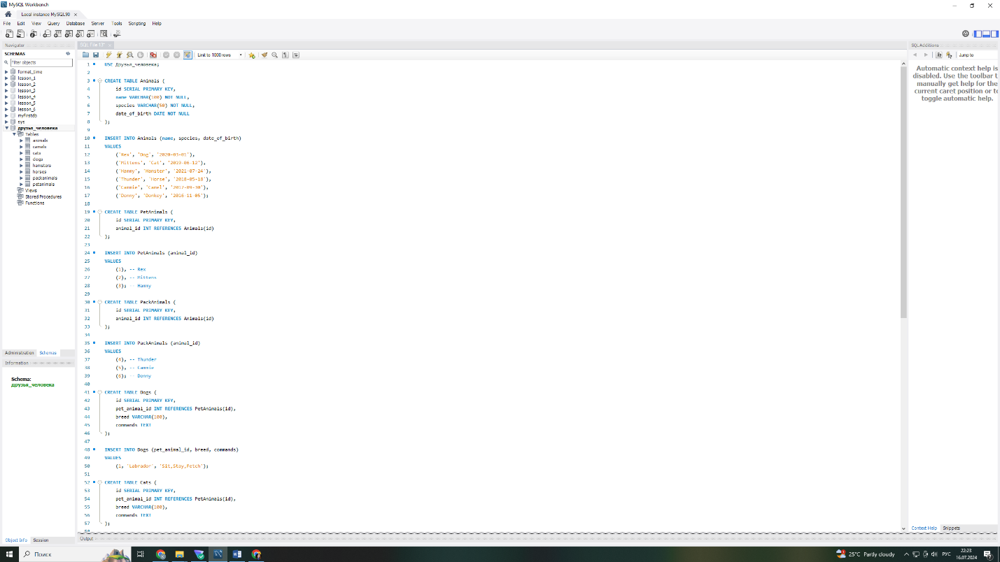 MySQL Workbench
Local instance MySQL90 ×
File Edit View Query Database Server Tools Scripting Help
Navigator
SCHEMAS
Filter objects
format_time
lesson_1
lesson_2
lesson_3
lesson_4
lesson_5
lesson_6
myfirstdb
sys
друзья_человека
Tables
animals
camels
cats
dogs
hamsters
horses
packanimals
petanimals
Views
Stored Procedures
Functions
Administration Schemas
Information
Schema:
друзья_человека
Object Info Session
SQL File 12* ×
Limit to 1000 rows
1 USE Друзья_человека;
2
3 CREATE TABLE Animals (
4 id SERIAL PRIMARY KEY,
5 name VARCHAR(100) NOT NULL,
6 species VARCHAR(50) NOT NULL,
7 date_of_birth DATE NOT NULL
8 );
9
10 INSERT INTO Animals (name, species, date_of_birth)
11 VALUES
12 ('Rex', 'Dog', '2020-03-01'),
13 ('Mittens', 'Cat', '2019-06-12'),
14 ('Hammy', 'Hamster', '2021-07-24'),
15 ('Thunder', 'Horse', '2018-05-18'),
16 ('Cammie', 'Camel', '2017-09-30'),
17 ('Donny', 'Donkey', '2016-11-05');
18
19 CREATE TABLE PetAnimals (
20 id SERIAL PRIMARY KEY,
21 animal_id INT REFERENCES Animals(id)
22 );
23
24 INSERT INTO PetAnimals (animal_id)
25 VALUES
26 (1), -- Rex
27 (2), -- Mittens
28 (3); -- Hammy
29
30 CREATE TABLE PackAnimals (
31 id SERIAL PRIMARY KEY,
32 animal_id INT REFERENCES Animals(id)
33 );
34
35 INSERT INTO PackAnimals (animal_id)
36 VALUES
37 (4), -- Thunder
38 (5), -- Cammie
39 (6); -- Donny
40
41 CREATE TABLE Dogs (
42 id SERIAL PRIMARY KEY,
43 pet_animal_id INT REFERENCES PetAnimals(id),
44 breed VARCHAR(100),
45 commands TEXT
46 );
47
48 INSERT INTO Dogs (pet_animal_id, breed, commands)
49 VALUES
50 (1, 'Labrador', 'Sit,Stay,Fetch');
51
52 CREATE TABLE Cats (
53 id SERIAL PRIMARY KEY,
54 pet_animal_id INT REFERENCES PetAnimals(id),
55 breed VARCHAR(100),
56 commands TEXT
57 );
58
Output
SQL Additions
Jump to
Automatic context help is
disabled. Use the toolbar t
manually get help for the
current caret position or to
toggle automatic help.
Context Help Snippets
Поиск
25°C Partly cloudy
РУС
22:23
16.07.2024